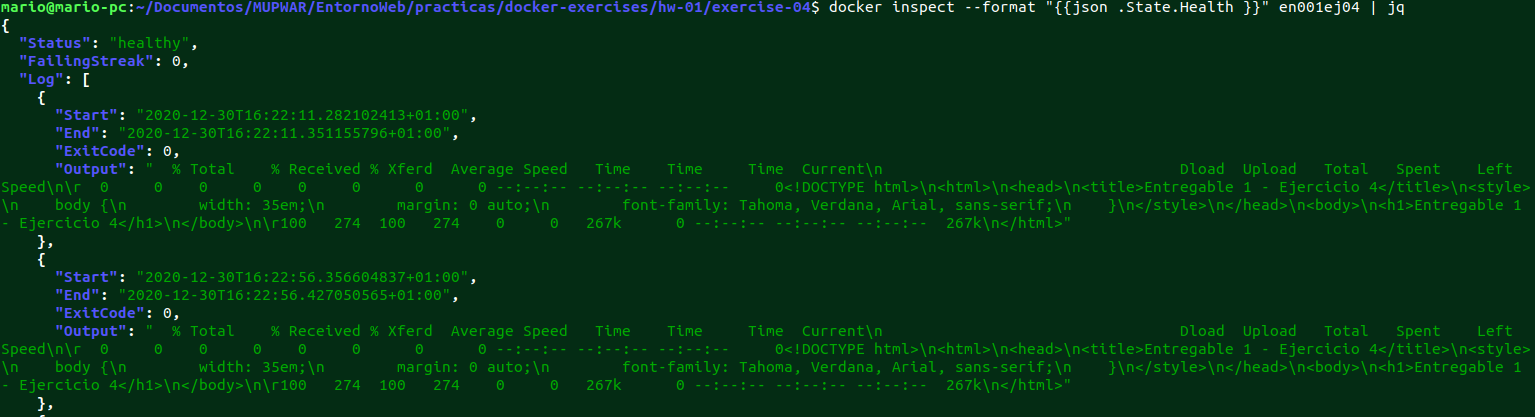 mario@mario-pc:~/Documentos/MUPWAR/EntornoWeb/practicas/docker-exercises/hw-01/exercise-04$ docker inspect --format "{{json .State.Health }}" en001ej04 | jq
{
  "Status": "healthy",
  "FailingStreak": 0,
  "Log": [
    {
      "Start": "2020-12-30T16:22:11.282102413+01:00",
      "End": "2020-12-30T16:22:11.351155796+01:00",
      "ExitCode": 0,
      "Output": "  % Total    % Received % Xferd  Average Speed   Time    Time     Time  Current\n                                 Dload  Upload   Total   Spent    Left
Speed\n\r  0     0    0     0    0     0      0      0 --:--:-- --:--:-- --:--:--     0<!DOCTYPE html>\n<html>\n<head>\n<title>Entregable 1 - Ejercicio 4</title>\n<style>
\n    body {\n        width: 35em;\n        margin: 0 auto;\n        font-family: Tahoma, Verdana, Arial, sans-serif;\n    }\n</style>\n</head>\n<body>\n<h1>Entregable 1
- Ejercicio 4</h1>\n</body>\n\r100   274  100   274    0     0   267k      0 --:--:-- --:--:-- --:--:--  267k\n</html>"
    },
    {
      "Start": "2020-12-30T16:22:56.356604837+01:00",
      "End": "2020-12-30T16:22:56.427050565+01:00",
      "ExitCode": 0,
      "Output": "  % Total    % Received % Xferd  Average Speed   Time    Time     Time  Current\n                                 Dload  Upload   Total   Spent    Left
Speed\n\r  0     0    0     0    0     0      0      0 --:--:-- --:--:-- --:--:--     0<!DOCTYPE html>\n<html>\n<head>\n<title>Entregable 1 - Ejercicio 4</title>\n<style>
\n    body {\n        width: 35em;\n        margin: 0 auto;\n        font-family: Tahoma, Verdana, Arial, sans-serif;\n    }\n</style>\n</head>\n<body>\n<h1>Entregable 1
- Ejercicio 4</h1>\n</body>\n\r100   274  100   274    0     0   267k      0 --:--:-- --:--:-- --:--:--  267k\n</html>"
    },